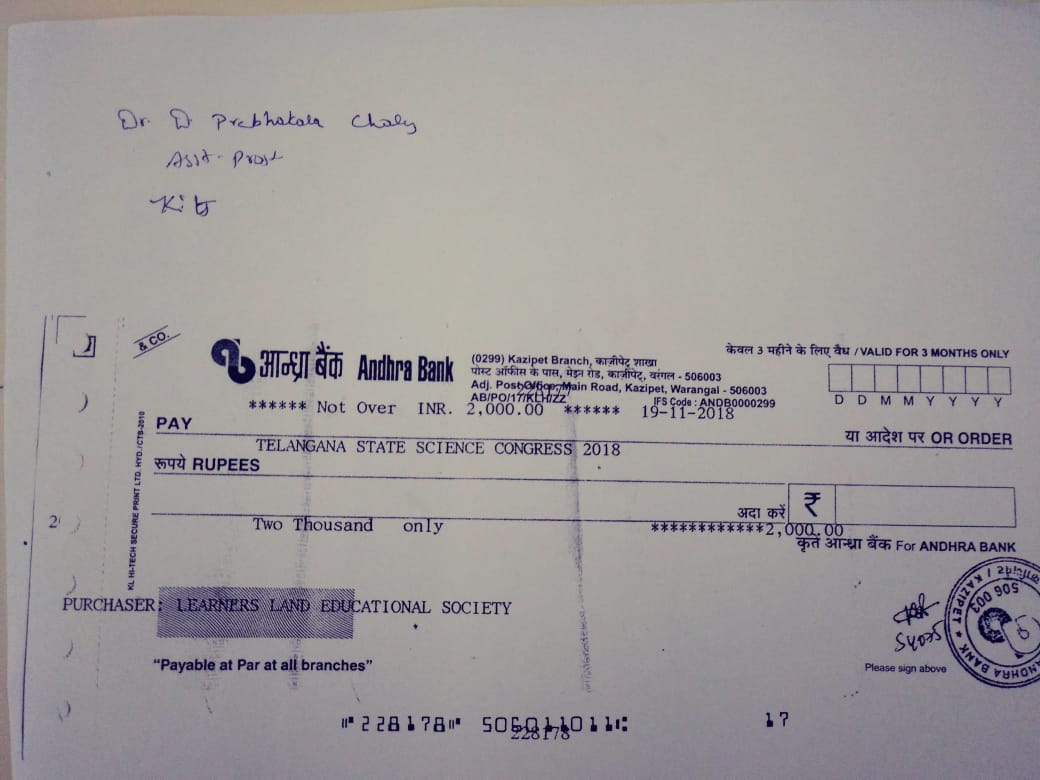 Dr. D Prabhakara Chary
Asst. Prof
Kits
& CO.
आन्ध्रा बैंक Andhra Bank
(0299) Kazipet Branch, काज़ीपेट शाखा
पोस्ट ऑफीस के पास, मेइन रोड, काज़ीपेट, वरंगल - 506003
Adj. Post Office, Main Road, Kazipet, Warangal - 506003
AB/PO/17/KLH/ZZ IFS Code : ANDB0000299
केवल 3 महीने के लिए वैध / VALID FOR 3 MONTHS ONLY
D D M M Y Y Y Y
****** Not Over INR. 2,000.00 ****** 19-11-2018
PAY
या आदेश पर OR ORDER
TELANGANA STATE SCIENCE CONGRESS 2018
रूपये RUPEES
अदा करें ₹
Two Thousand only ************2,000.00
कृते आन्ध्रा बैंक For ANDHRA BANK
KL HI-TECH SECURE PRINT LTD. HYD./CTS-2010
PURCHASER: LEARNERS LAND EDUCATIONAL SOCIETY
ANDHRA BANK ★ KAZIPET 506 003
"Payable at Par at all branches"
Please sign above
⑈228178⑈ 506011011⑆ 17
228178